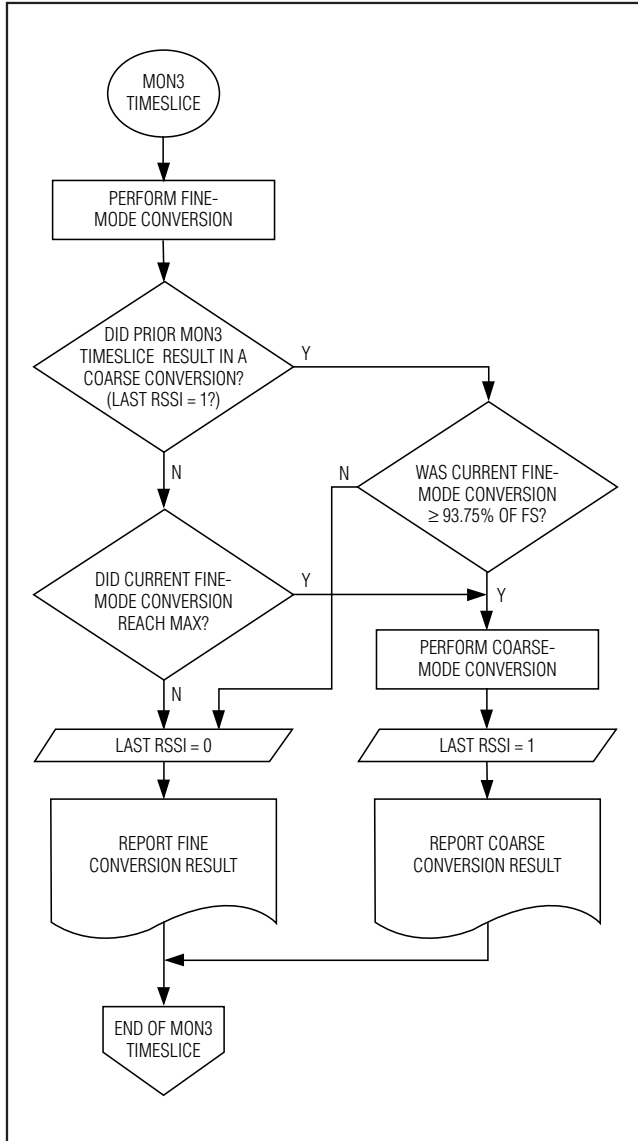 MON3
TIMESLICE
PERFORM FINE-
MODE CONVERSION
DID PRIOR MON3
TIMESLICE RESULT IN A
COARSE CONVERSION?
(LAST RSSI = 1?)
Y
N
N
WAS CURRENT FINE-
MODE CONVERSION
≥ 93.75% OF FS?
DID CURRENT FINE-
MODE CONVERSION
REACH MAX?
Y
Y
N
PERFORM COARSE-
MODE CONVERSION
LAST RSSI = 0
LAST RSSI = 1
REPORT FINE
CONVERSION RESULT
REPORT COARSE
CONVERSION RESULT
END OF MON3
TIMESLICE